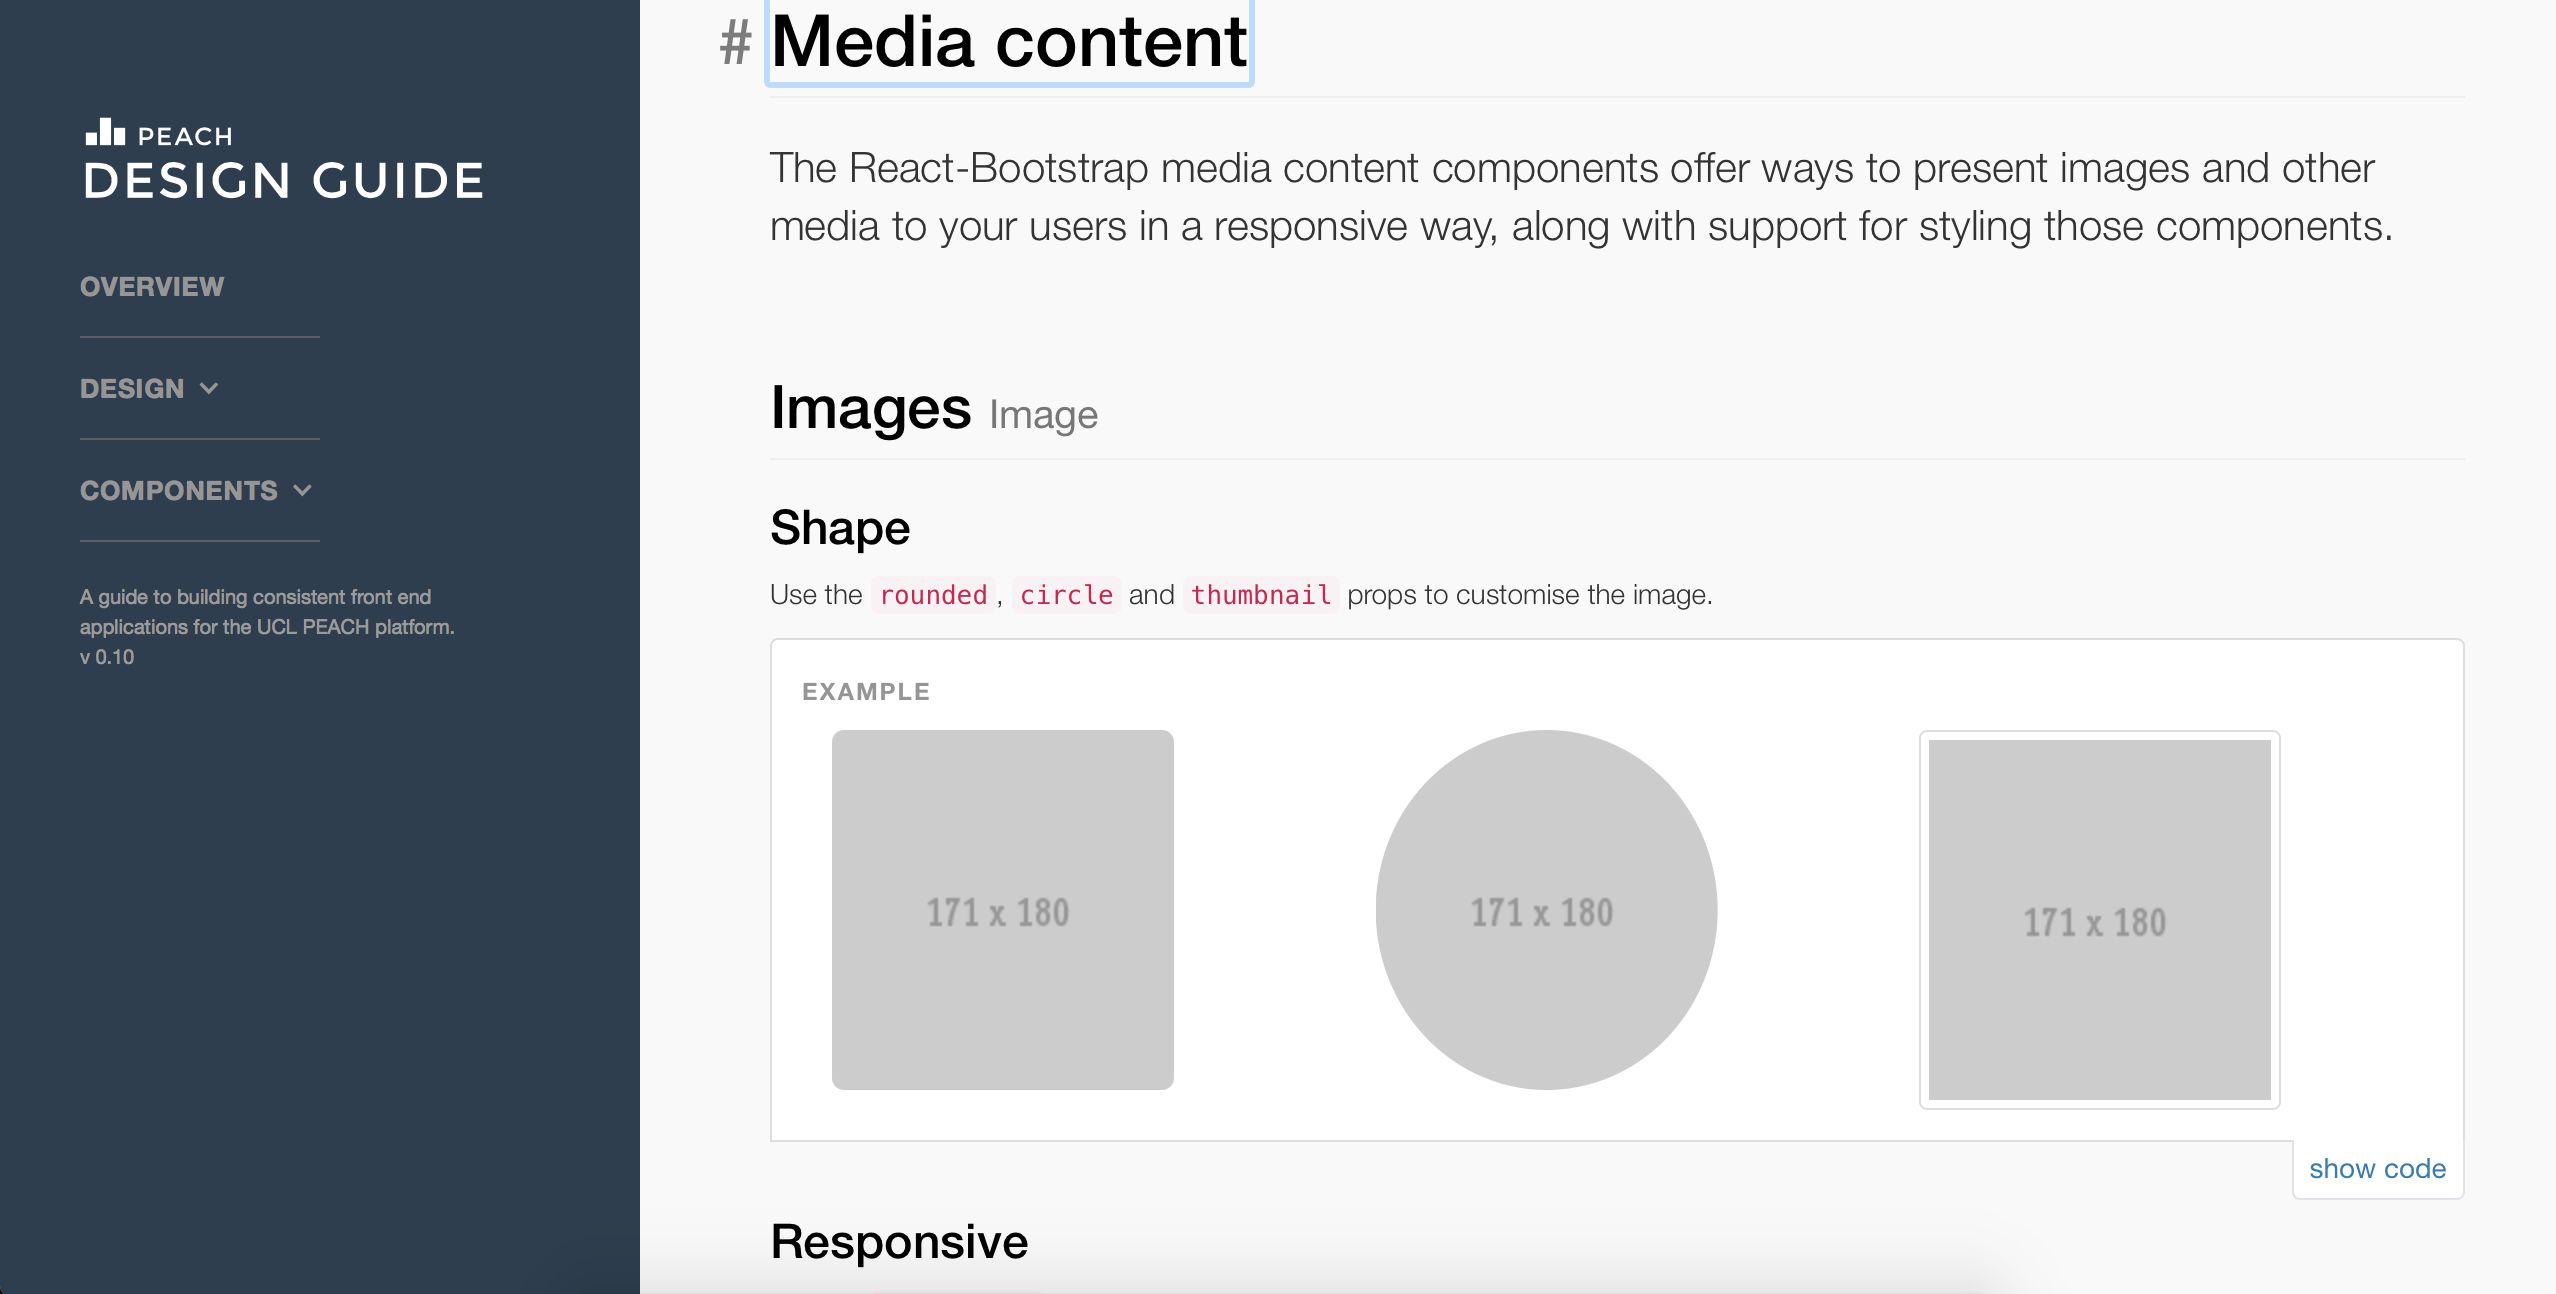 PEACH
DESIGN GUIDE
OVERVIEW
DESIGN
COMPONENTS
A guide to building consistent front end
applications for the UCL PEACH platform.
v 0.10
# Media content
The React-Bootstrap media content components offer ways to present images and other
media to your users in a responsive way, along with support for styling those components.
Images Image
Shape
Use the rounded, circle and thumbnail props to customise the image.
EXAMPLE
171 x 180
171 x 180
171 x 180
show code
Responsive